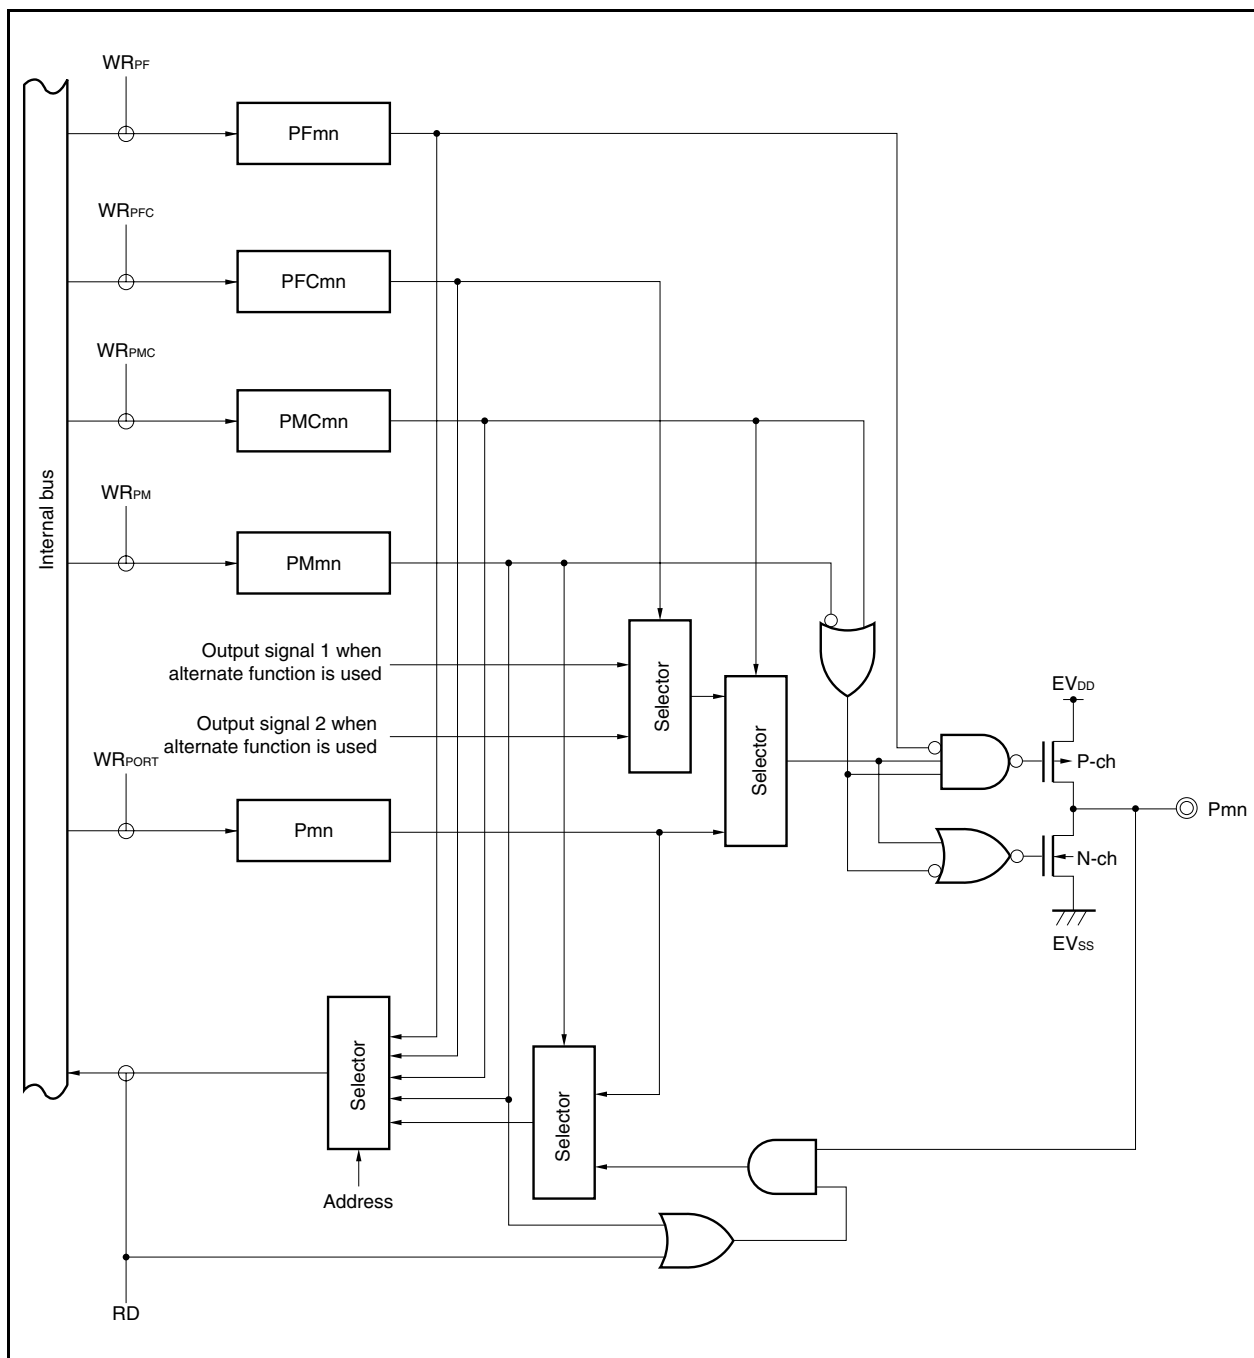 WRPF
PFmn
WRPFC
PFCmn
WRPMC
PMCmn
WRPM
PMmn
Internal bus
Output signal 1 when
alternate function is used
Output signal 2 when
alternate function is used
Selector
Selector
WRPORT
Pmn
EVDD
P-ch
Pmn
N-ch
EVSS
Selector
Selector
Address
RD